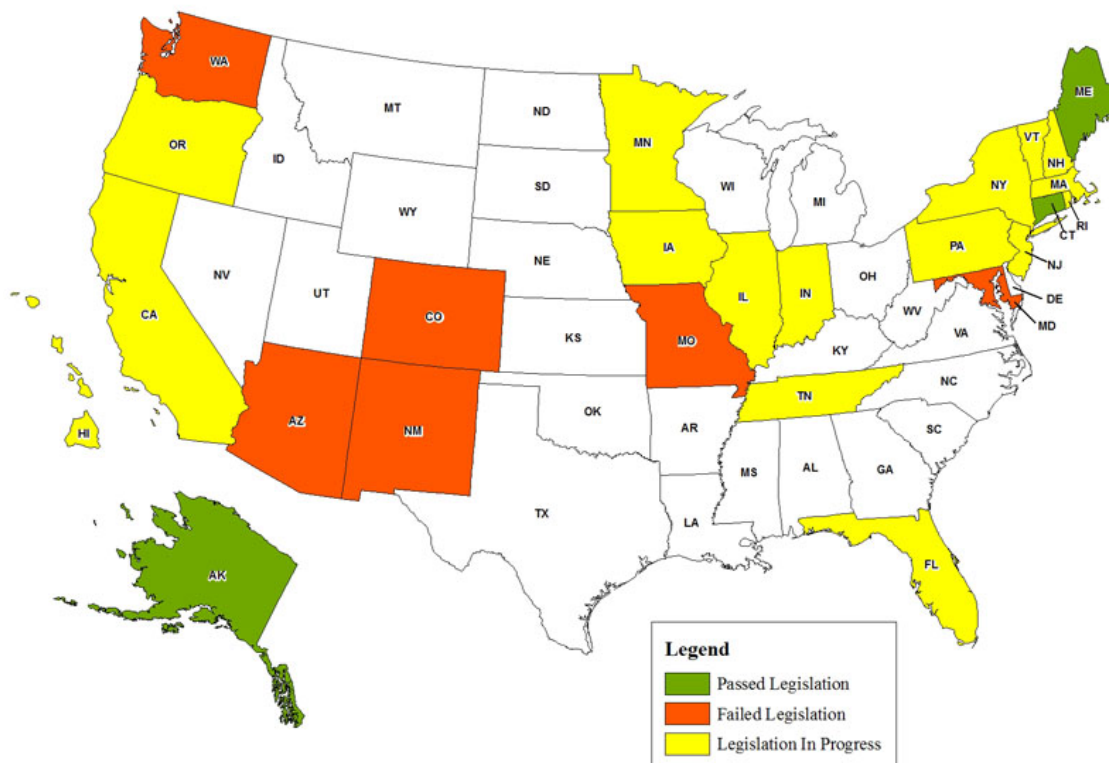 WA
ME
MT
ND
OR
MN
VT
ID
NH
WI
NY
MA
SD
MI
WY
RI
CT
IA
PA
NE
NJ
NV
OH
UT
IL
IN
DE
CA
CO
WV
MD
KS
MO
VA
KY
TN
NC
AZ
NM
OK
AR
SC
HI
MS
AL
GA
TX
LA
FL
AK
Legend
Passed Legislation
Failed Legislation
Legislation In Progress